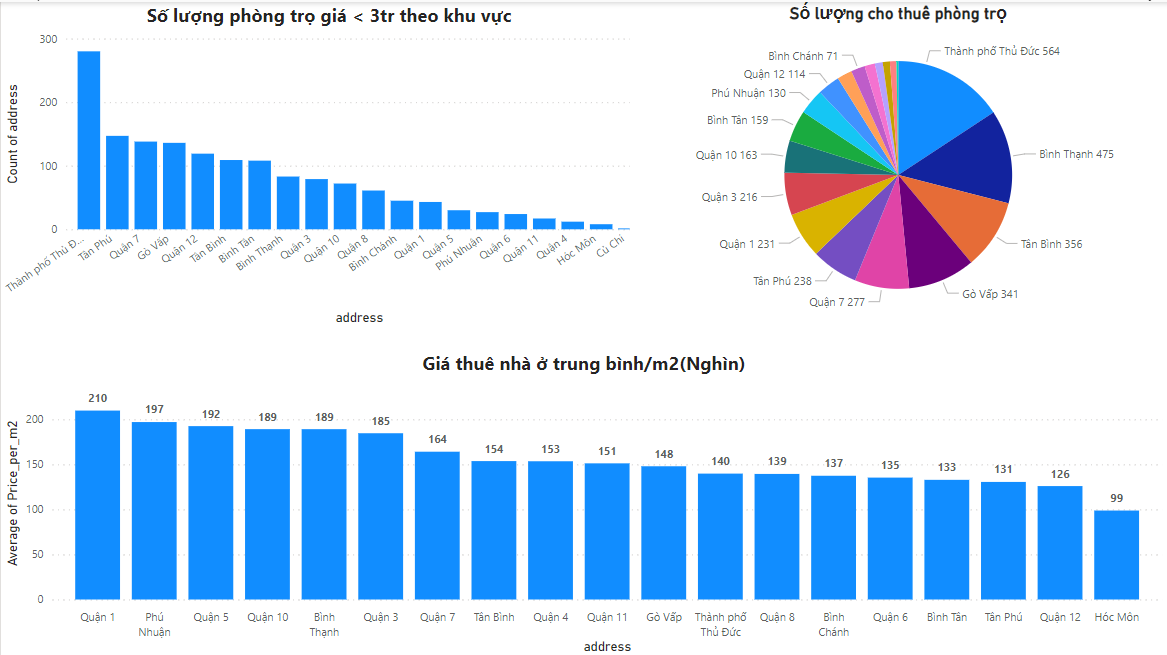 Số lượng phòng trọ giá < 3tr theo khu vực
Count of address
300
200
100
0
Thành phố Thủ Đ...
Tân Phú
Quận 7
Gò Vấp
Quận 12
Tân Bình
Bình Tân
Bình Thạnh
Quận 3
Quận 10
Quận 8
Bình Chánh
Quận 1
Quận 5
Phú Nhuận
Quận 6
Quận 11
Quận 4
Hóc Môn
Củ Chi
address
Số lượng cho thuê phòng trọ
Thành phố Thủ Đức 564
Bình Thạnh 475
Tân Bình 356
Gò Vấp 341
Quận 7 277
Tân Phú 238
Quận 1 231
Quận 3 216
Quận 10 163
Bình Tân 159
Phú Nhuận 130
Quận 12 114
Bình Chánh 71
Giá thuê nhà ở trung bình/m2(Nghìn)
Average of Price_per_m2
200
150
100
50
0
210
197
192
189
189
185
164
154
153
151
148
140
139
137
135
133
131
126
99
Quận 1
Phú
Nhuận
Quận 5
Quận 10
Bình
Thạnh
Quận 3
Quận 7
Tân Bình
Quận 4
Quận 11
Gò Vấp
Thành phố
Thủ Đức
Quận 8
Bình
Chánh
Quận 6
Bình Tân
Tân Phú
Quận 12
Hóc Môn
address